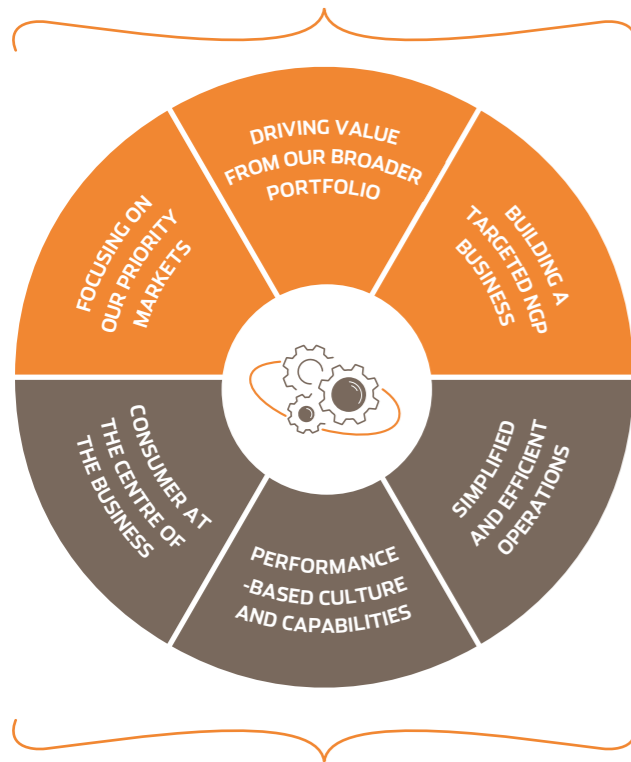 DRIVING VALUE
FROM OUR BROADER
PORTFOLIO
FOCUSING ON
OUR PRIORITY
MARKETS
BUILDING A
TARGETED NGP
BUSINESS
CONSUMER AT
THE CENTRE OF
THE BUSINESS
PERFORMANCE
-BASED CULTURE
AND CAPABILITIES
SIMPLIFIED
AND EFFICIENT
OPERATIONS